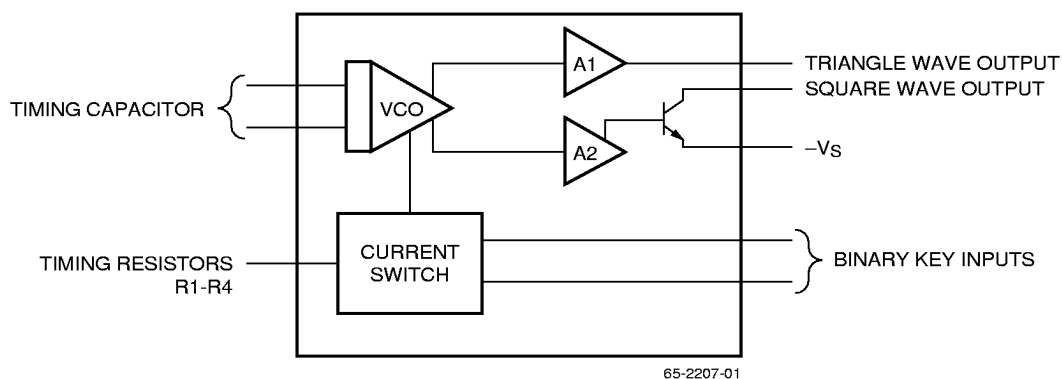 TIMING CAPACITOR
VCO
A1
A2
TRIANGLE WAVE OUTPUT
SQUARE WAVE OUTPUT
–VS
TIMING RESISTORS
R1-R4
CURRENT
SWITCH
BINARY KEY INPUTS
65-2207-01